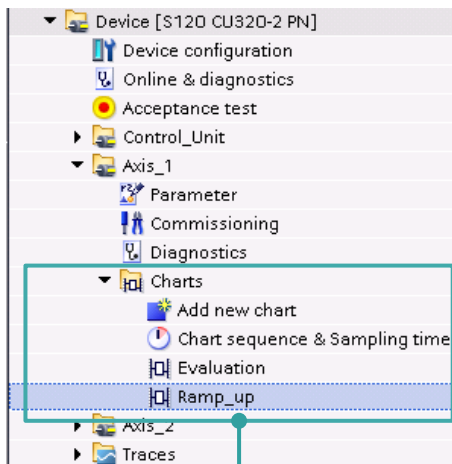 Device [S120 CU320-2 PN]
Device configuration
Online & diagnostics
Acceptance test
Control_Unit
Axis_1
Parameter
Commissioning
Diagnostics
Charts
Add new chart
Chart sequence & Sampling time
Evaluation
Ramp_up
Axis_2
Traces